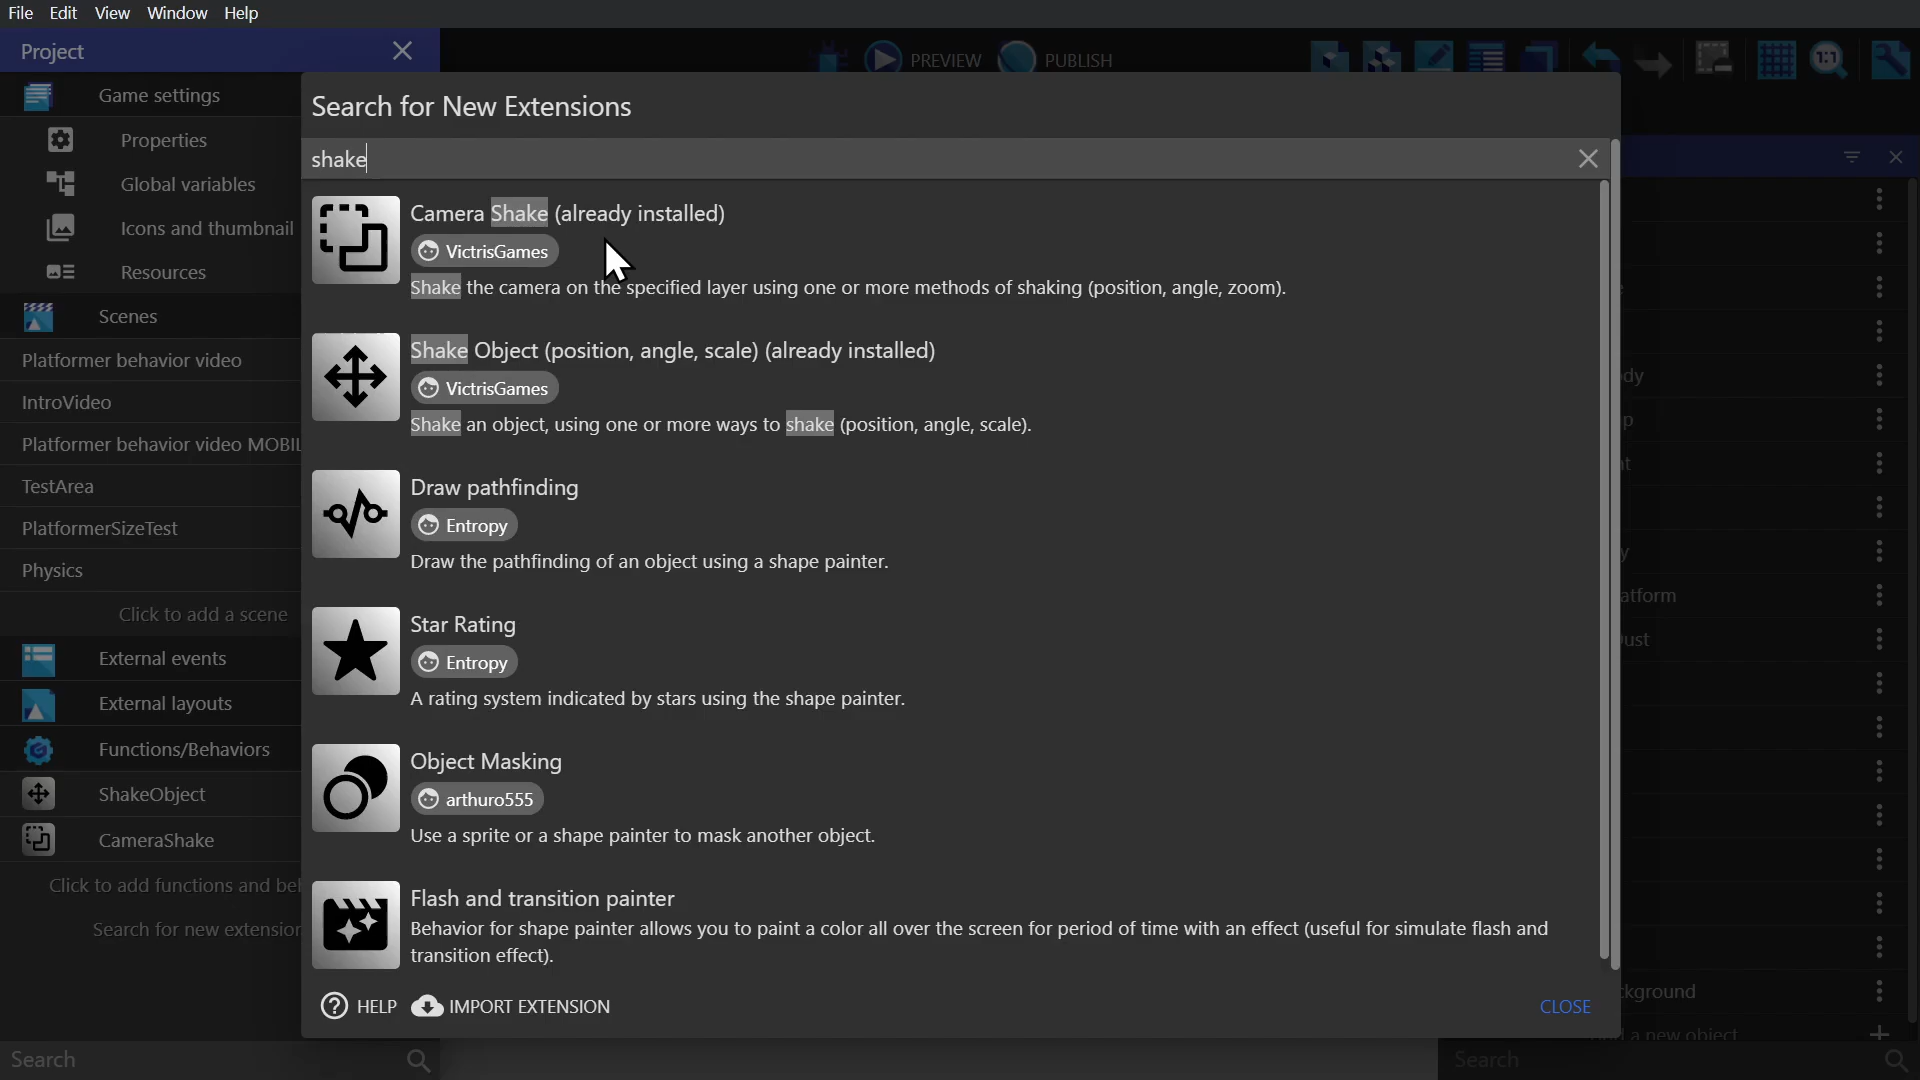 File Edit View Window Help
Project
PREVIEW
PUBLISH
1:1
Game settings
Properties
Global variables
Icons and thumbnail
Resources
Scenes
Platformer behavior video
IntroVideo
Platformer behavior video MOBIL
TestArea
PlatformerSizeTest
Physics
Click to add a scene
External events
External layouts
Functions/Behaviors
ShakeObject
CameraShake
Click to add functions and be
Search for new extension
Search
Search for New Extensions
shake
Camera Shake (already installed)
VictrisGames
Shake the camera on the specified layer using one or more methods of shaking (position, angle, zoom).
Shake Object (position, angle, scale) (already installed)
VictrisGames
Shake an object, using one or more ways to shake (position, angle, scale).
Draw pathfinding
Entropy
Draw the pathfinding of an object using a shape painter.
Star Rating
Entropy
A rating system indicated by stars using the shape painter.
Object Masking
arthuro555
Use a sprite or a shape painter to mask another object.
Flash and transition painter
Behavior for shape painter allows you to paint a color all over the screen for period of time with an effect (useful for simulate flash and
transition effect).
HELP
IMPORT EXTENSION
CLOSE
dy
p
t
y
atform
ust
kground
a new object
Search